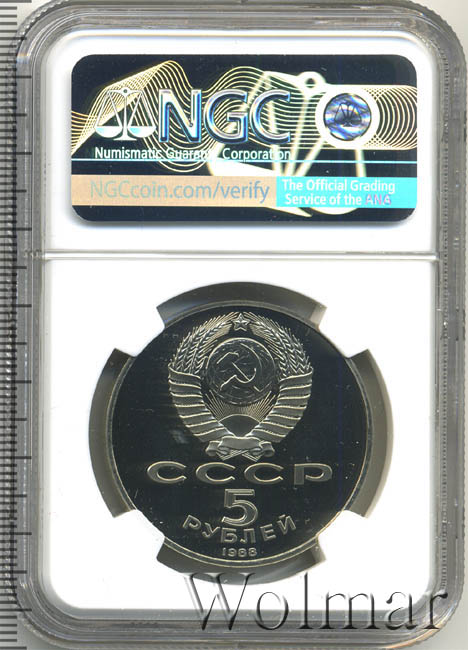 NGC
Numismatic Guaranty Corporation
NGCcoin.com/verify
The Official Grading
Service of the ANA
СССР
5
РУБЛЕЙ
1988
Wolmar